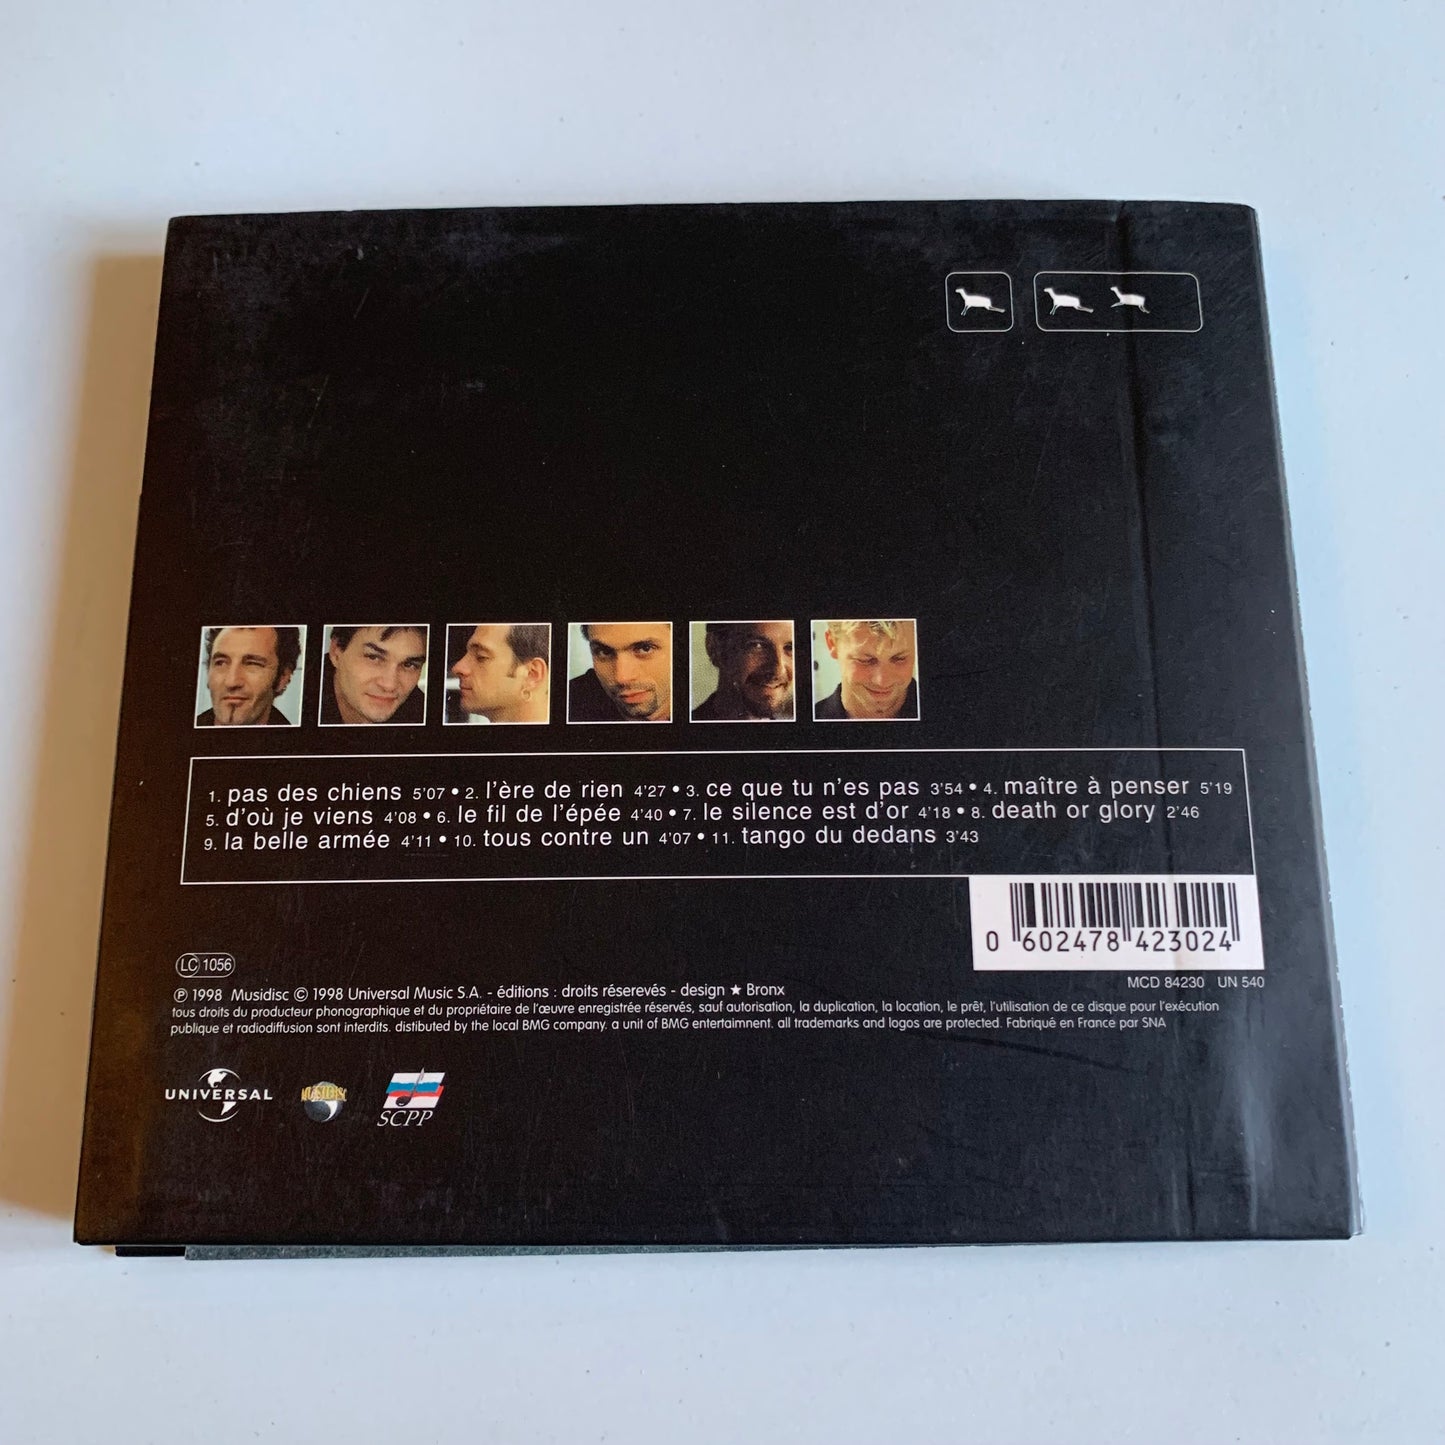 1. pas des chiens 5'07 • 2. l'ère de rien 4'27 • 3. ce que tu n'es pas 3'54 • 4. maître à penser 5'19
5. d'où je viens 4'08 • 6. le fil de l'épée 4'40 • 7. le silence est d'or 4'18 • 8. death or glory 2'46
9. la belle armée 4'11 • 10. tous contre un 4'07 • 11. tango du dedans 3'43
0 602478 423024
LC 1056
MCD 84230 UN 540
℗ 1998 Musidisc © 1998 Universal Music S.A. - éditions : droits réserevés - design ★ Bronx
tous droits du producteur phonographique et du propriétaire de l'œuvre enregistrée réservés, sauf autorisation, la duplication, la location, le prêt, l'utilisation de ce disque pour l'exécution
publique et radiodiffusion sont interdits. distibuted by the local BMG company. a unit of BMG entertaimnent. all trademarks and logos are protected. Fabriqué en France par SNA
UNIVERSAL
MUSIDISC
SCPP